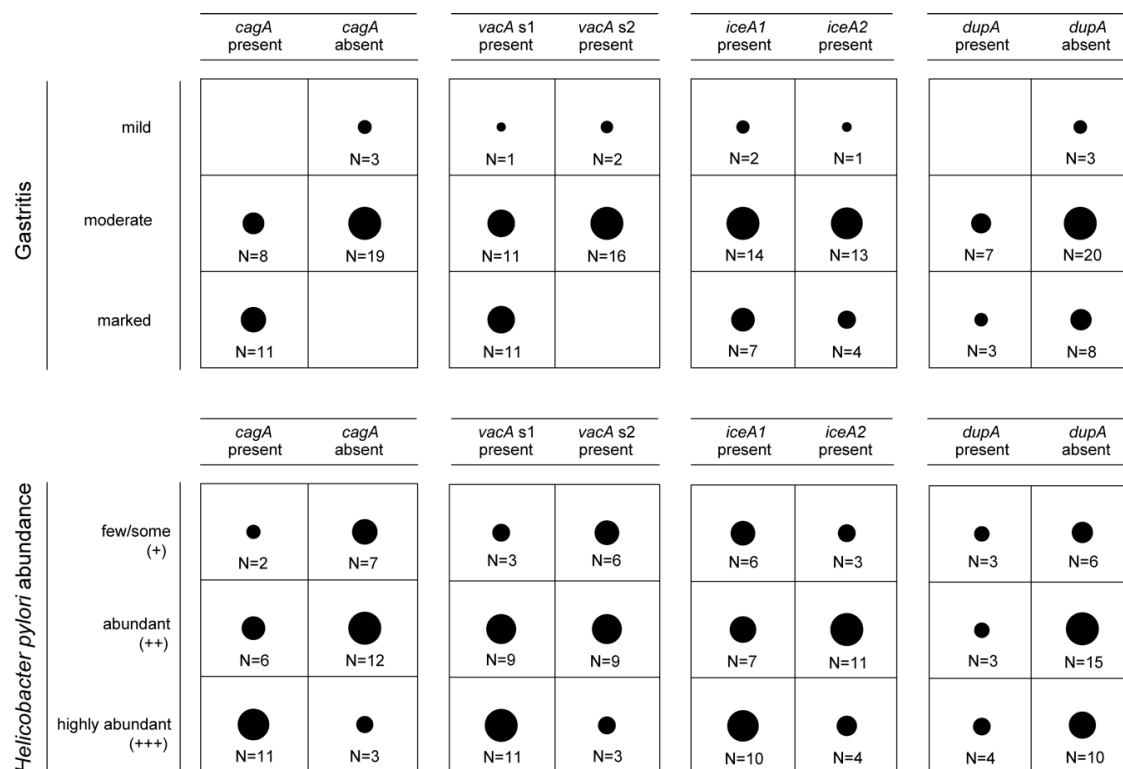 cagA present cagA absent vacA s1 present vacA s2 present iceA1 present iceA2 present dupA present dupA absent
Gastritis
mild
N=3 N=1 N=2 N=2 N=1 N=3
moderate
N=8 N=19 N=11 N=16 N=14 N=13 N=7 N=20
marked
N=11 N=11 N=7 N=4 N=3 N=8
cagA present cagA absent vacA s1 present vacA s2 present iceA1 present iceA2 present dupA present dupA absent
Helicobacter pylori abundance
few/some
(+)
N=2 N=7 N=3 N=6 N=6 N=3 N=3 N=6
abundant
(++)
N=6 N=12 N=9 N=9 N=7 N=11 N=3 N=15
highly abundant
(+++)
N=11 N=3 N=11 N=3 N=10 N=4 N=4 N=10